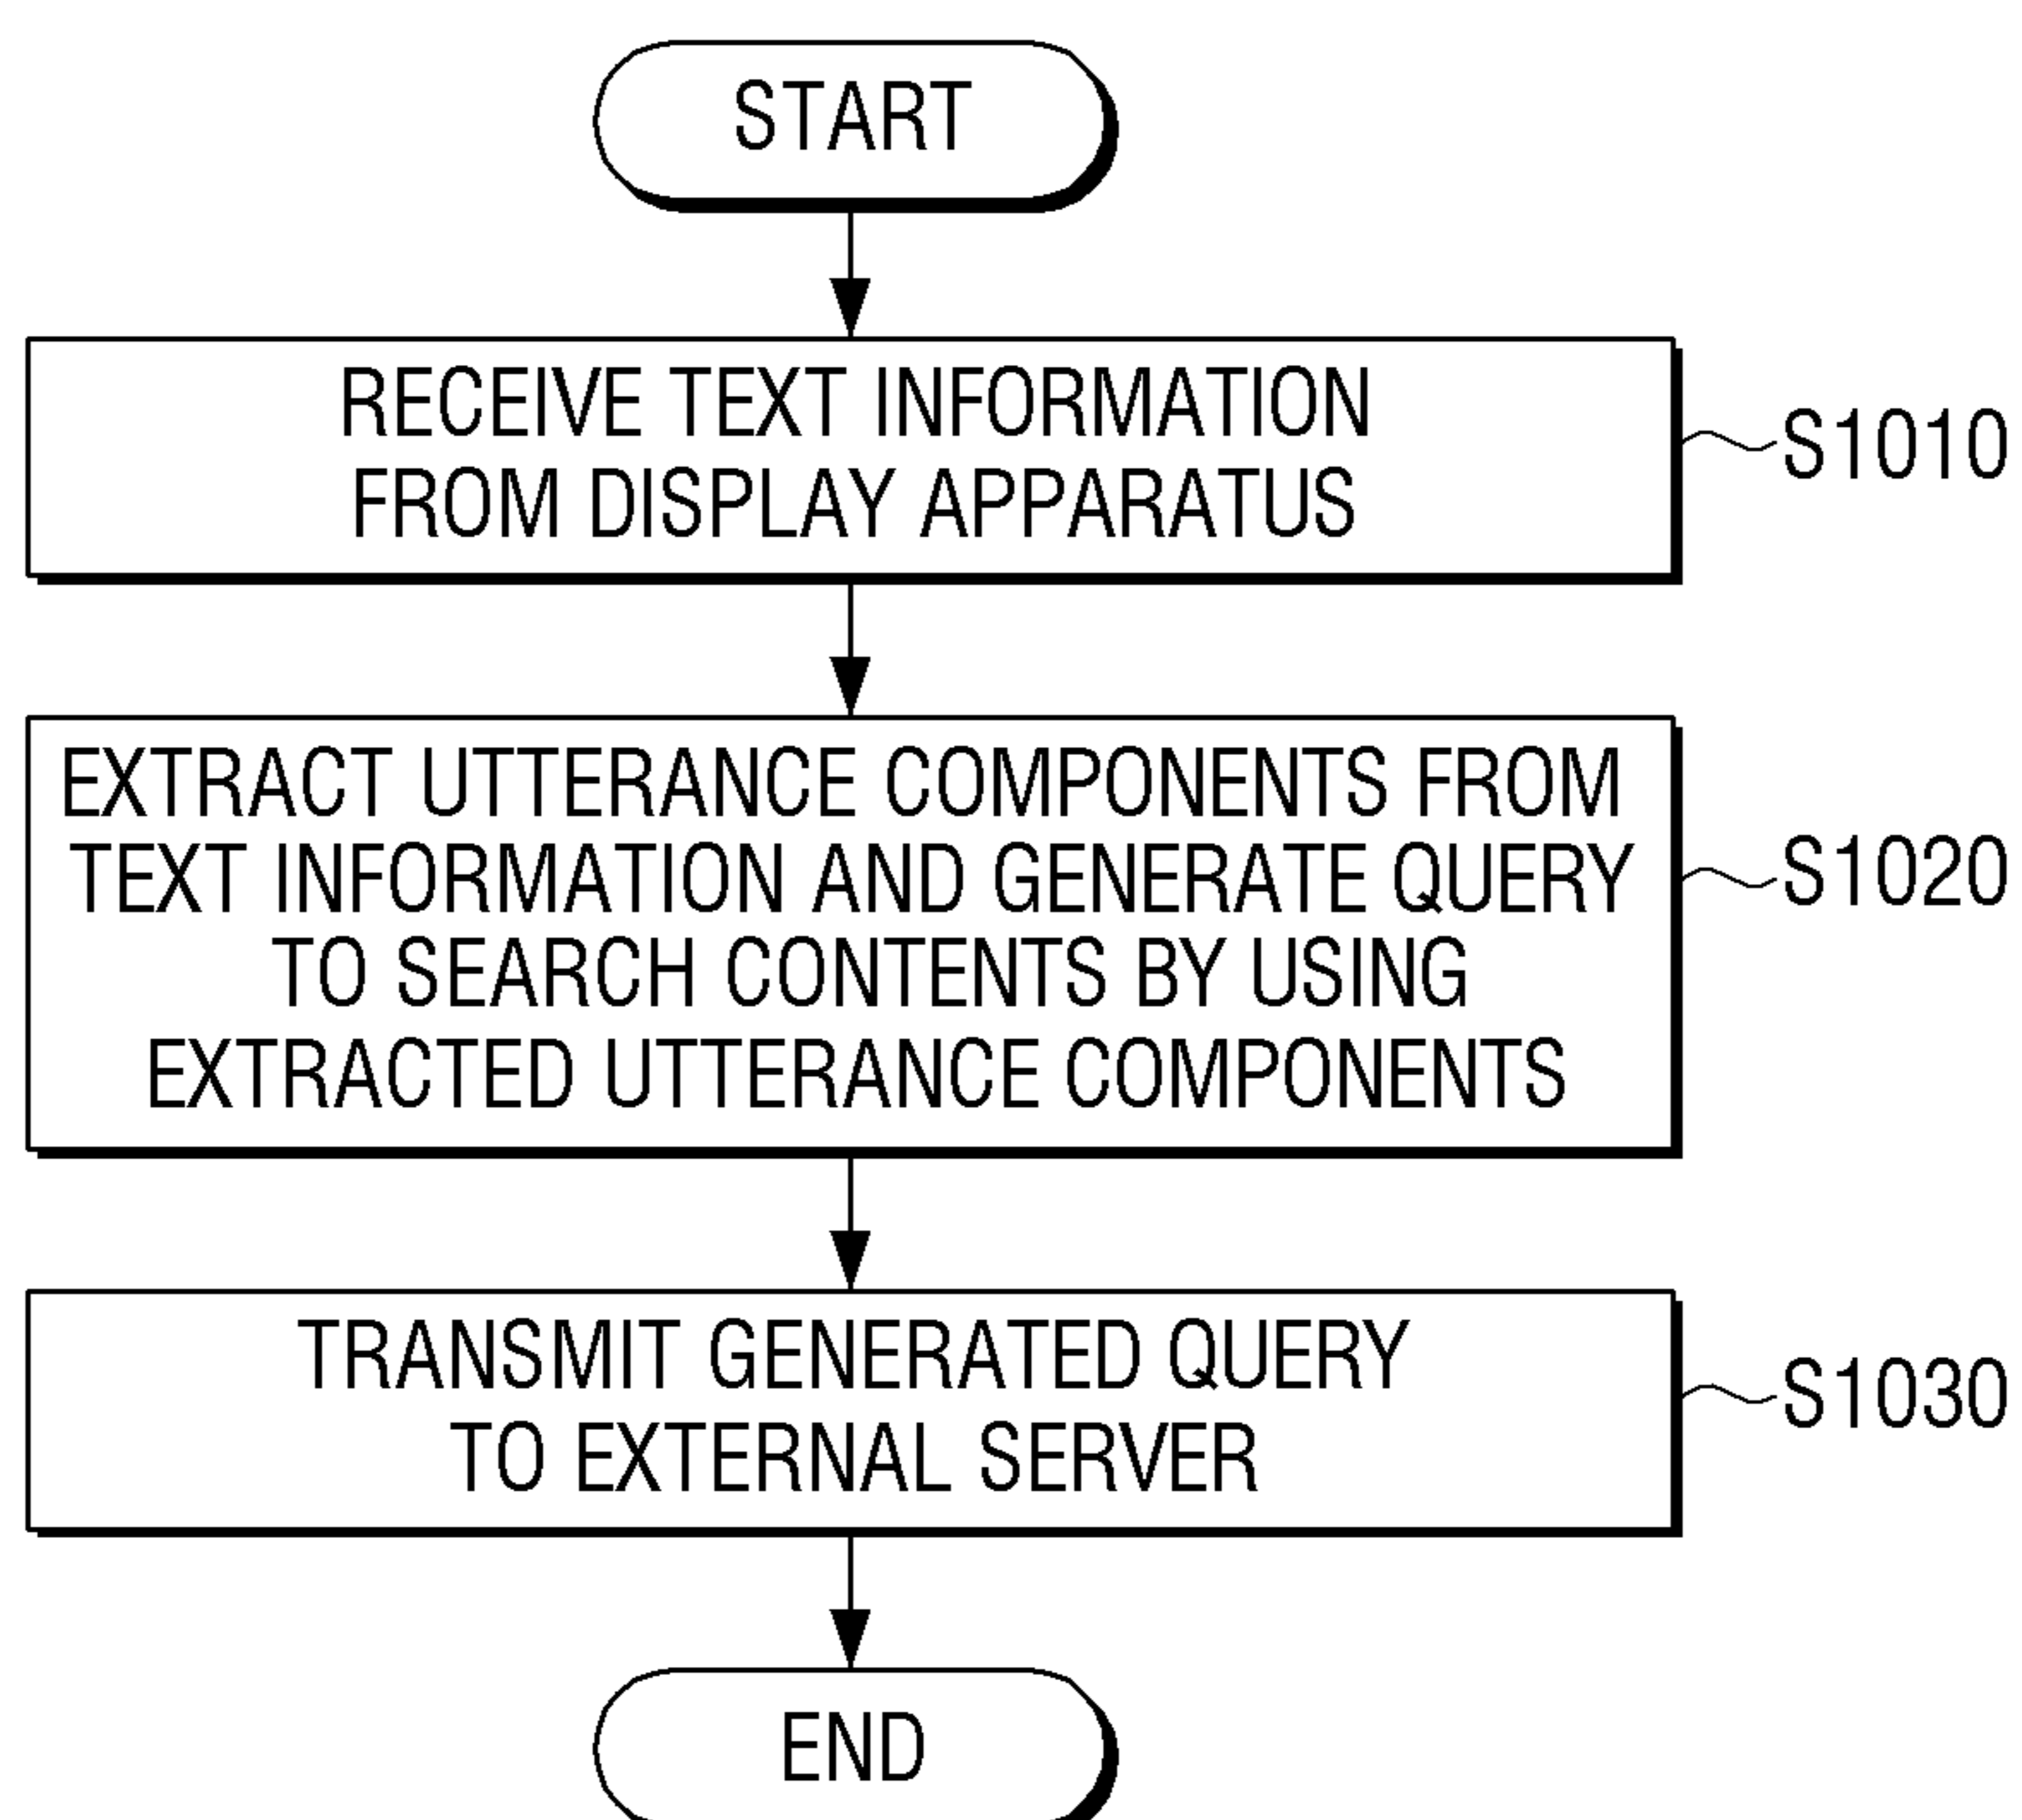 START
RECEIVE TEXT INFORMATION
FROM DISPLAY APPARATUS
S1010
EXTRACT UTTERANCE COMPONENTS FROM
TEXT INFORMATION AND GENERATE QUERY
TO SEARCH CONTENTS BY USING
EXTRACTED UTTERANCE COMPONENTS
S1020
TRANSMIT GENERATED QUERY
TO EXTERNAL SERVER
S1030
END